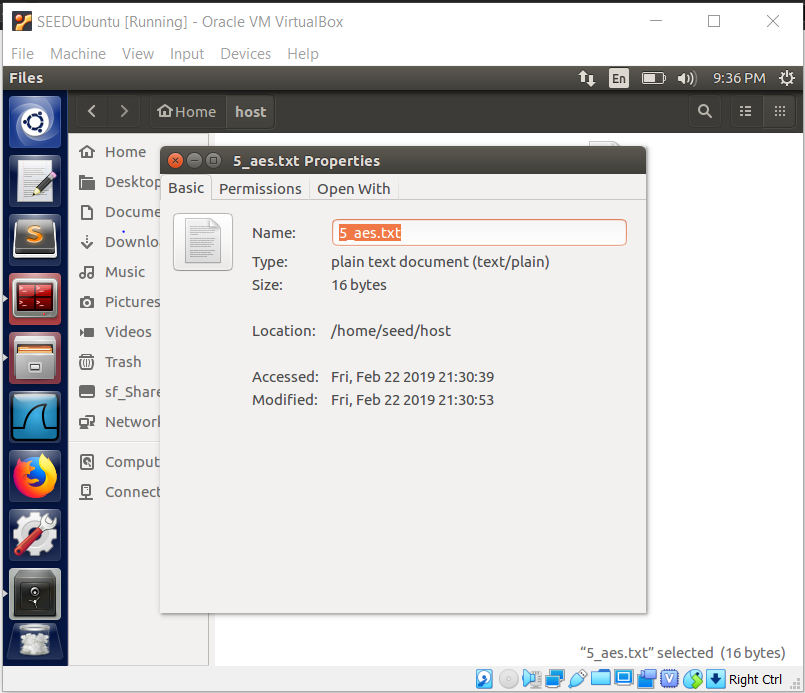 SEEDUbuntu [Running] - Oracle VM VirtualBox
File Machine View Input Devices Help
Files En 9:36 PM
Home host
5_aes.txt Properties
Basic Permissions Open With
Home
Desktop
Docume
Downlo
Music
Pictures
Videos
Trash
sf_Share
Network
Comput
Connect
Name: 5_aes.txt
Type: plain text document (text/plain)
Size: 16 bytes
Location: /home/seed/host
Accessed: Fri, Feb 22 2019 21:30:39
Modified: Fri, Feb 22 2019 21:30:53
“5_aes.txt” selected (16 bytes)
Right Ctrl